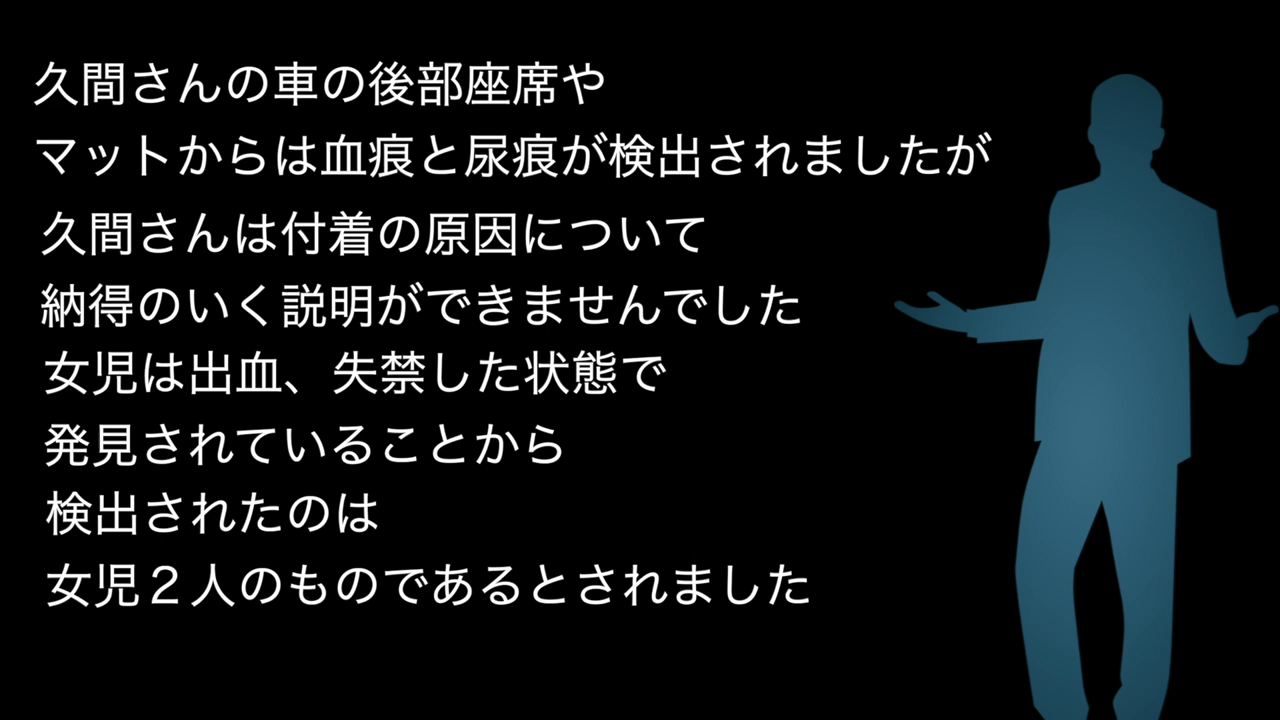 久間さんの車の後部座席や
マットからは血痕と尿痕が検出されましたが
久間さんは付着の原因について
納得のいく説明ができませんでした
女児は出血、失禁した状態で
発見されていることから
検出されたのは
女児２人のものであるとされました